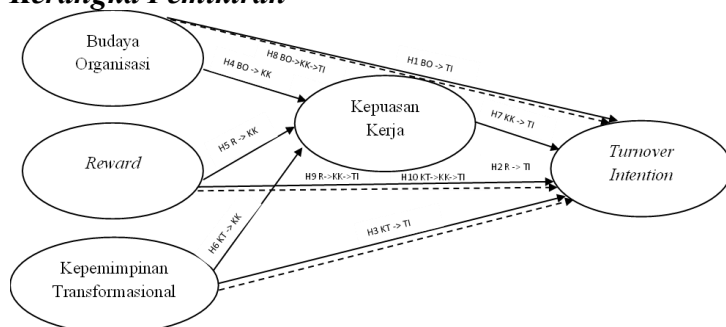 Kerangka Pemikiran
Budaya
Organisasi
H8 BO->KK->TI
H1 BO -> TI
H4 BO -> KK
Kepuasan
Kerja
H7 KK -> TI
Turnover
Intention
Reward
H5 R -> KK
H9 R->KK->TI
H10 KT->KK->TI
H2 R -> TI
H6 KT -> KK
H3 KT -> TI
Kepemimpinan
Transformasional